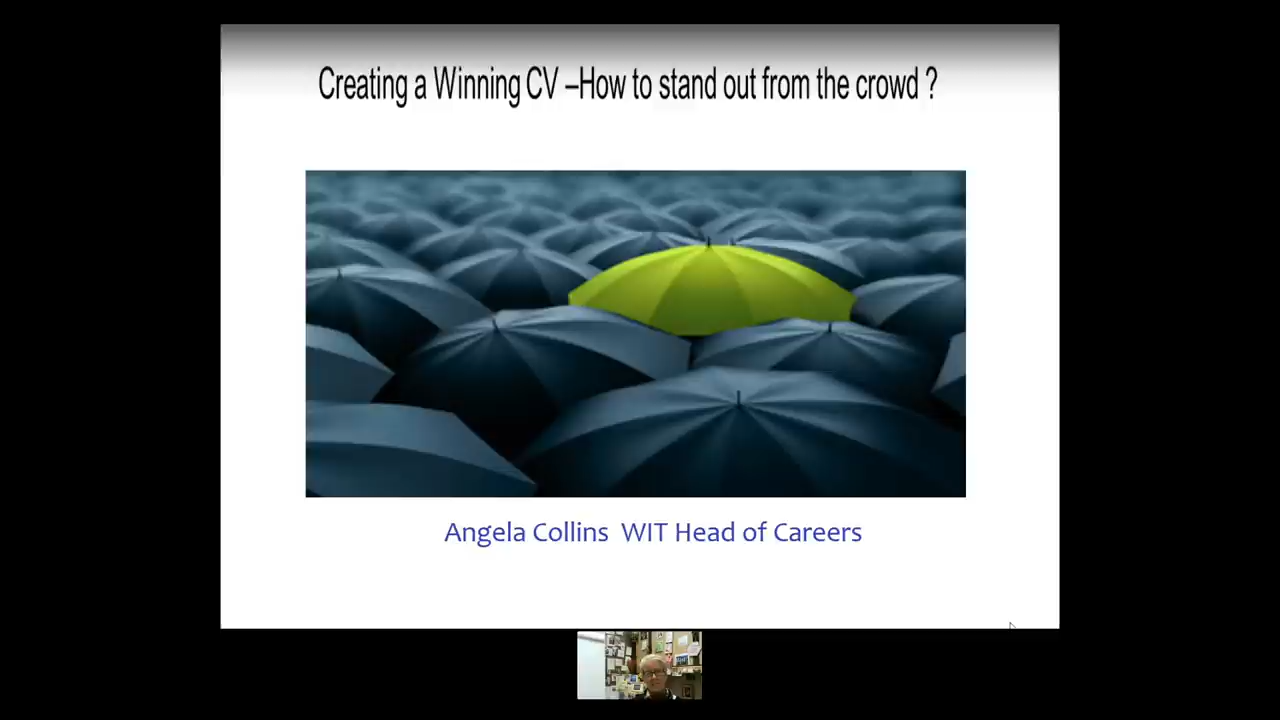 Creating a Winning CV –How to stand out from the crowd ?
Angela Collins  WIT Head of Careers